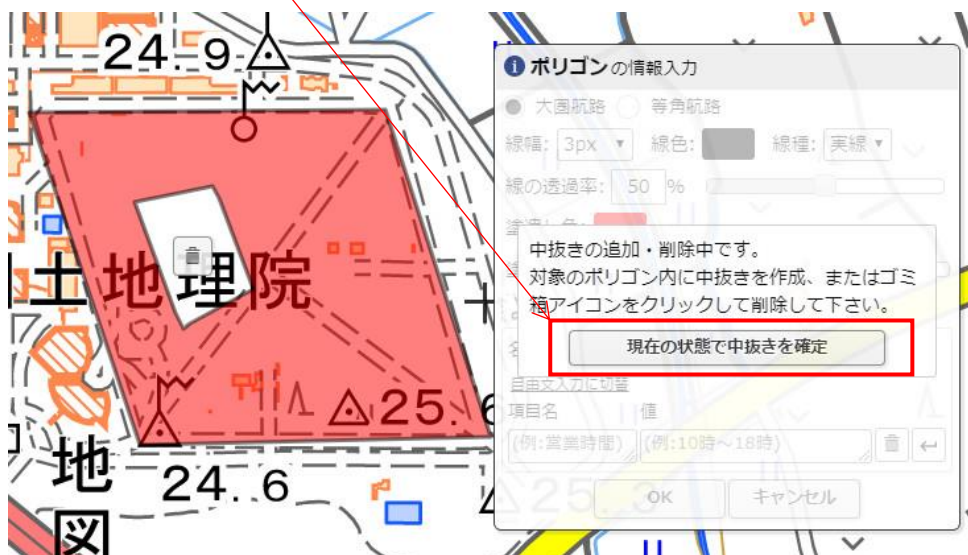 24.9
土地理院
25.
24.6
地
図
ポリゴンの情報入力
大圏航路 等角航路
線幅: 3px 線色: 線種: 実線
線の透過率: 50 %
中抜きの追加・削除中です。
対象のポリゴン内に中抜きを作成、またはゴミ
箱アイコンをクリックして削除して下さい。
現在の状態で中抜きを確定
自由文入力に切替
項目名 値
(例:営業時間) (例:10時～18時)
OK キャンセル